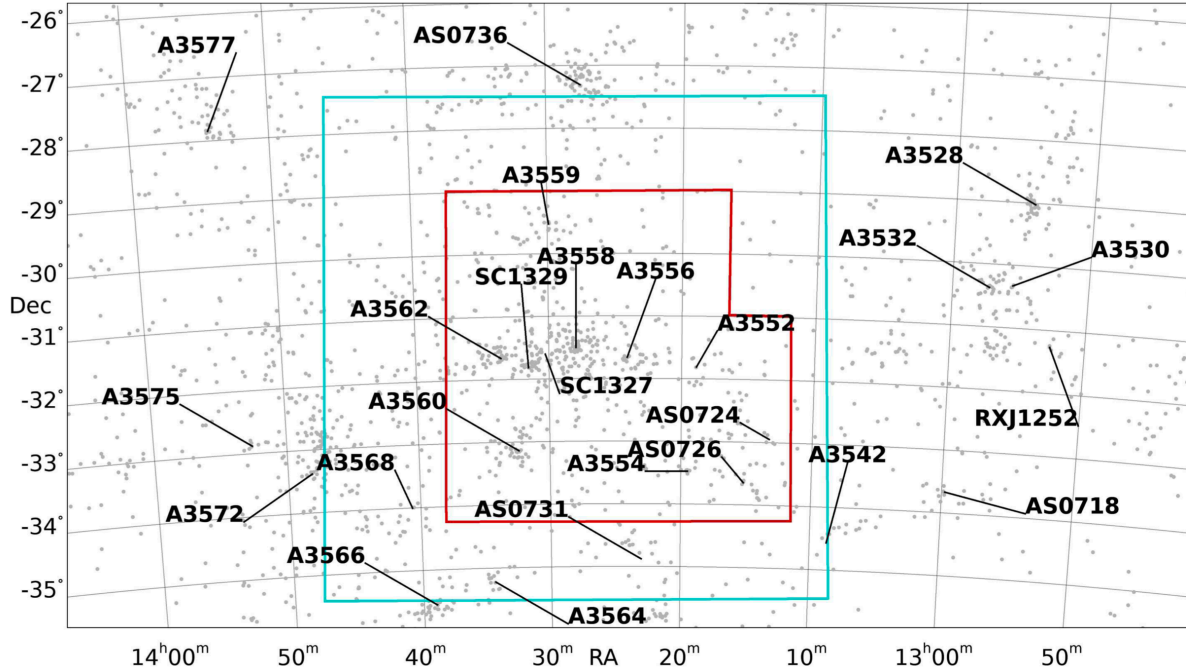 -26°
A3577
AS0736
-27°
-28°
A3528
A3559
-29°
A3532
A3530
A3558
SC1329
A3556
-30°
Dec
A3562
A3552
-31°
SC1327
A3575
A3560
-32°
AS0724
RXJ1252
AS0726
A3568
A3554
A3542
-33°
A3572
AS0731
AS0718
-34°
A3566
-35°
A3564
14ʰ00ᵐ
50ᵐ
40ᵐ
30ᵐ
RA
20ᵐ
10ᵐ
13ʰ00ᵐ
50ᵐ